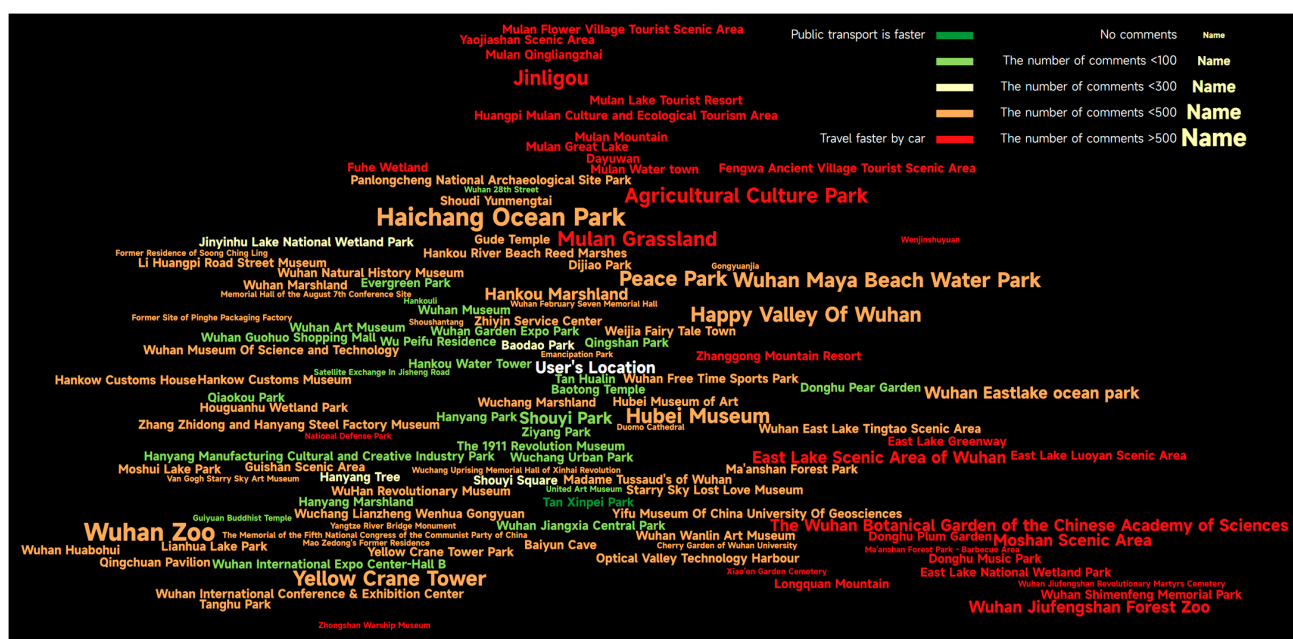 Mulan Flower Village Tourist Scenic Area
Yaojiashan Scenic Area
Mulan Qingliangzhai
Jinligou
Mulan Lake Tourist Resort
Huangpi Mulan Culture and Ecological Tourism Area
Mulan Mountain
Mulan Great Lake
Dayuwan
Fuhe Wetland
Mulan Water town
Fengwa Ancient Village Tourist Scenic Area
Public transport is faster
No comments
Name
The number of comments <100
Name
The number of comments <300
Name
The number of comments <500
Name
Travel faster by car
The number of comments >500
Name
Panlongcheng National Archaeological Site Park
Wuhan 28th Street
Shoudi Yunmengtai
Agricultural Culture Park
Haichang Ocean Park
Jinyinhu Lake National Wetland Park
Gude Temple
Mulan Grassland
Wenjinshuyuan
Former Residence of Soong Ching Ling
Hankou River Beach Reed Marshes
Li Huangpi Road Street Museum
Dijiao Park
Gongyuanjia
Wuhan Natural History Museum
Wuhan Marshland
Evergreen Park
Peace Park
Wuhan Maya Beach Water Park
Memorial Hall of the August 7th Conference Site
Hankou Marshland
Hankouli
Wuhan February Seven Memorial Hall
Wuhan Museum
Happy Valley Of Wuhan
Former Site of Pinghe Packaging Factory
Shoushantang
Zhiyin Service Center
Wuhan Art Museum
Wuhan Garden Expo Park
Weijia Fairy Tale Town
Wuhan Guohuo Shopping Mall
Wu Peifu Residence
Baodao Park
Qingshan Park
Wuhan Museum Of Science and Technology
Emancipation Park
Zhanggong Mountain Resort
Hankou Water Tower
User's Location
Satellite Exchange In Jisheng Road
Hankow Customs House
Hankow Customs Museum
Tan Hualin
Wuhan Free Time Sports Park
Baotong Temple
Donghu Pear Garden
Wuhan Eastlake ocean park
Qiaokou Park
Houguanhu Wetland Park
Wuchang Marshland
Hubei Museum of Art
Hanyang Park
Shouyi Park
Hubei Museum
Zhang Zhidong and Hanyang Steel Factory Museum
Duomo Cathedral
Wuhan East Lake Tingtao Scenic Area
National Defense Park
Ziyang Park
East Lake Greenway
The 1911 Revolution Museum
Hanyang Manufacturing Cultural and Creative Industry Park
Wuchang Urban Park
East Lake Scenic Area of Wuhan
East Lake Luoyan Scenic Area
Moshui Lake Park
Guishan Scenic Area
Wuchang Uprising Memorial Hall of Xinhai Revolution
Ma'anshan Forest Park
Van Gogh Starry Sky Art Museum
Hanyang Tree
Shouyi Square
Madame Tussaud's of Wuhan
WuHan Revolutionary Museum
United Art Museum
Starry Sky Lost Love Museum
Hanyang Marshland
Tan Xinpei Park
Wuchang Lianzheng Wenhua Gongyuan
Yifu Museum Of China University Of Geosciences
Guiyuan Buddhist Temple
Yangtze River Bridge Monument
Wuhan Jiangxia Central Park
The Wuhan Botanical Garden of the Chinese Academy of Sciences
Wuhan Zoo
The Memorial of the Fifth National Congress of the Communist Party of China
Wuhan Wanlin Art Museum
Donghu Plum Garden
Moshan Scenic Area
Wuhan Huabohui
Lianhua Lake Park
Mao Zedong's Former Residence
Baiyun Cave
Cherry Garden of Wuhan University
Ma'anshan Forest Park - Barbocuo Area
Yellow Crane Tower Park
Optical Valley Technology Harbour
Donghu Music Park
Qingchuan Pavilion
Wuhan International Expo Center-Hall B
Xiao'en Garden Cemetery
East Lake National Wetland Park
Yellow Crane Tower
Longquan Mountain
Wuhan Jiufengshan Revolutionary Martyrs Cemetery
Wuhan International Conference & Exhibition Center
Wuhan Shimenfeng Memorial Park
Tanghu Park
Wuhan Jiufengshan Forest Zoo
Zhongshan Warship Museum